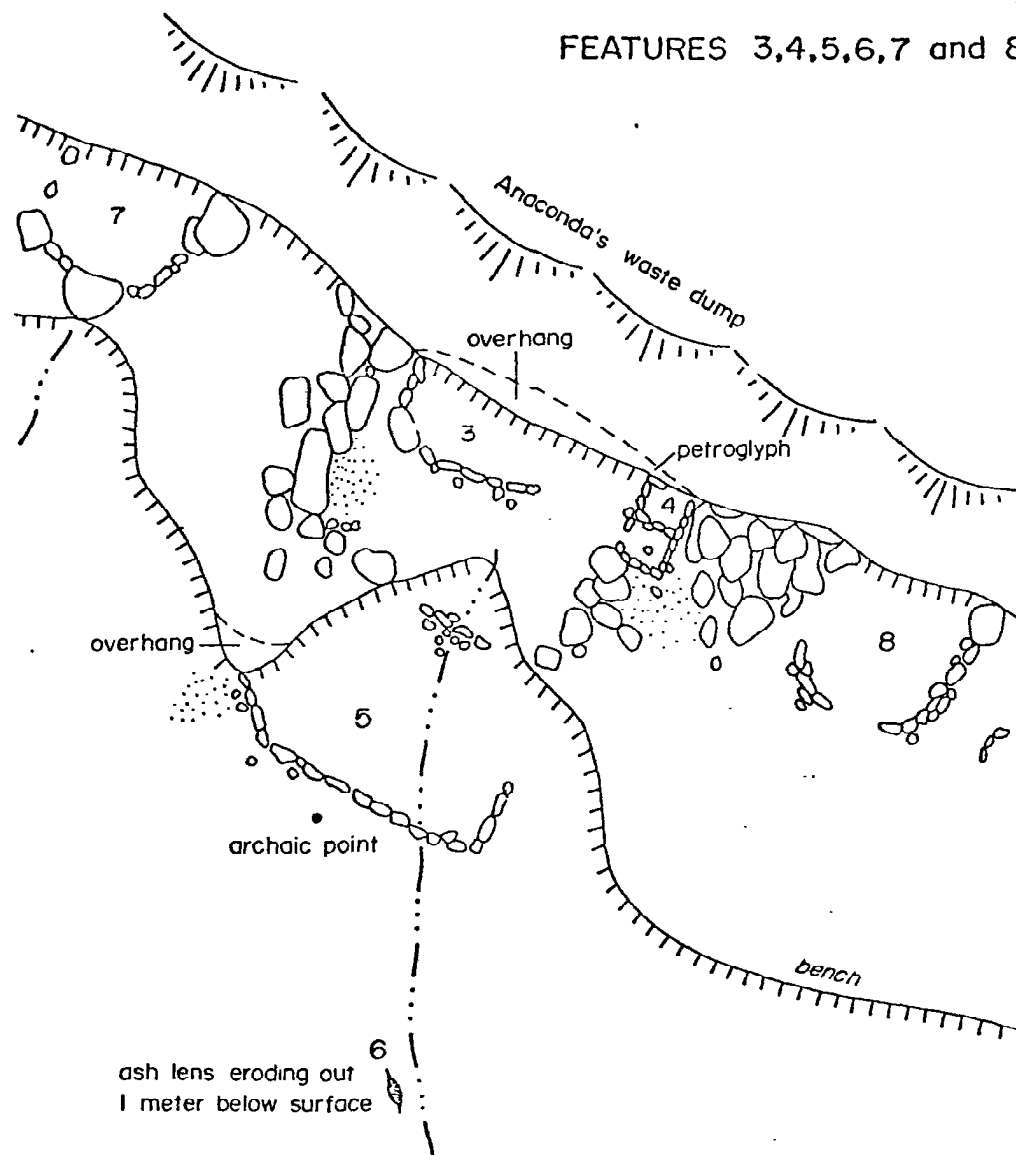 FEATURES 3,4,5,6,7 and 8
Anaconda's waste dump
7
overhang
3
petroglyph
4
overhang
8
5
archaic point
bench
6
ash lens eroding out
1 meter below surface